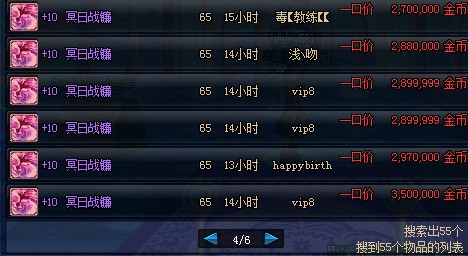 +10 冥日战镰 65 15小时 毒〖教练〖〖 一口价 2,700,000 金币
+10 冥日战镰 65 14小时 浅╮吻 一口价 2,880,000 金币
+10 冥日战镰 65 14小时 vip8 一口价 2,899,999 金币
+10 冥日战镰 65 14小时 vip8 一口价 2,899,999 金币
+10 冥日战镰 65 13小时 happybirth 一口价 2,970,000 金币
+10 冥日战镰 65 14小时 vip8 一口价 3,500,000 金币
4/6
搜索出55个
搜到55个物品的列表